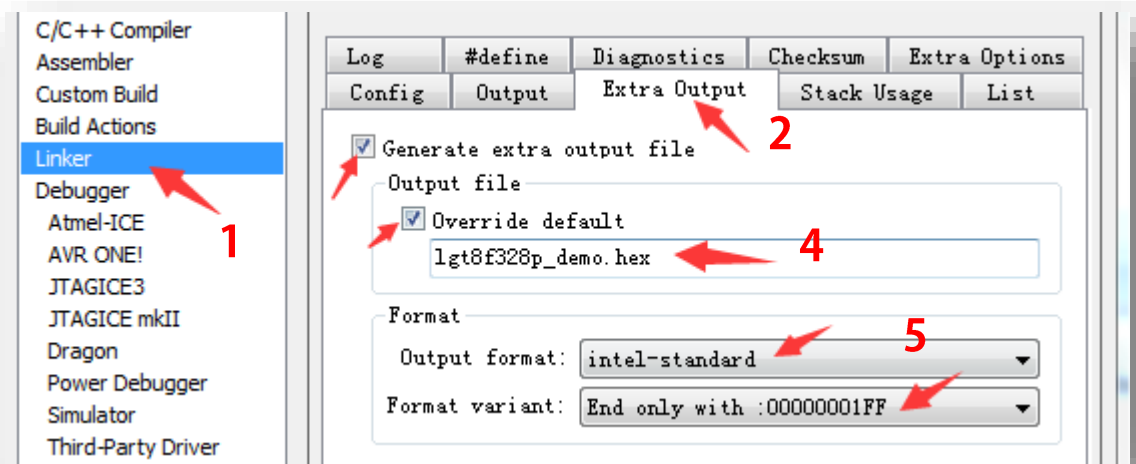 C/C++ Compiler
Assembler
Custom Build
Build Actions
Linker
Debugger
Atmel-ICE
AVR ONE!
JTAGICE3
JTAGICE mkII
Dragon
Power Debugger
Simulator
Third-Party Driver
1
Log #define Diagnostics Checksum Extra Options
Config Output Extra Output Stack Usage List
2
Generate extra output file
Output file
Override default
lgt8f328p_demo.hex
4
Format
5
Output format: intel-standard
Format variant: End only with :00000001FF